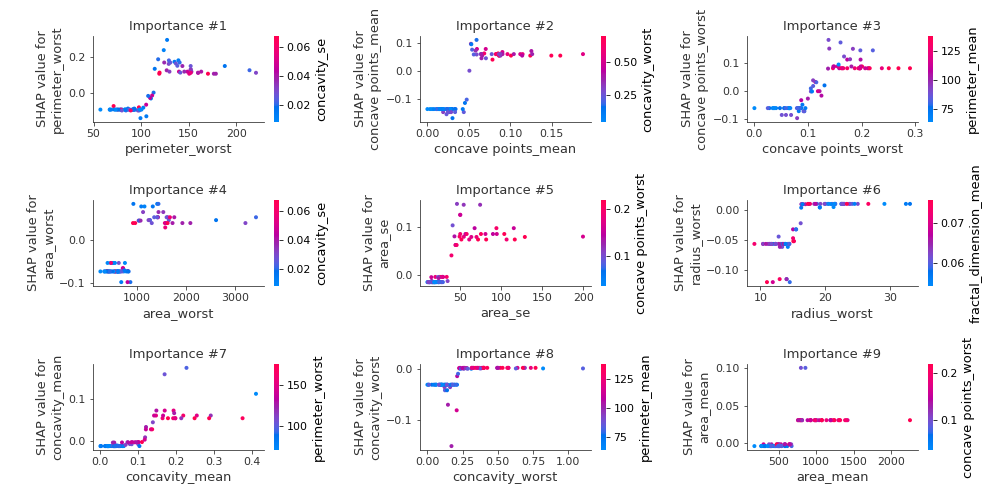 Importance #1
SHAP value for
perimeter_worst
0.2
0.0
50
100
150
200
perimeter_worst
0.06
0.04
0.02
concavity_se
Importance #2
SHAP value for
concave points_mean
0.1
0.0
−0.1
0.00
0.05
0.10
0.15
concave points_mean
0.50
0.25
concavity_worst
Importance #3
SHAP value for
concave points_worst
0.1
0.0
−0.1
0.0
0.1
0.2
0.3
concave points_worst
125
100
75
perimeter_mean
Importance #4
SHAP value for
area_worst
0.0
−0.1
1000
2000
3000
area_worst
0.06
0.04
0.02
concavity_se
Importance #5
SHAP value for
area_se
0.1
0.0
50
100
150
200
area_se
0.2
0.1
concave points_worst
Importance #6
SHAP value for
radius_worst
0.00
−0.05
−0.10
10
20
30
radius_worst
0.07
0.06
fractal_dimension_mean
Importance #7
SHAP value for
concavity_mean
0.1
0.0
0.0
0.1
0.2
0.3
0.4
concavity_mean
150
100
perimeter_worst
Importance #8
SHAP value for
concavity_worst
0.0
−0.1
0.00
0.25
0.50
0.75
1.00
concavity_worst
125
100
75
perimeter_mean
Importance #9
SHAP value for
area_mean
0.10
0.05
0.00
500
1000
1500
2000
area_mean
0.2
0.1
concave points_worst